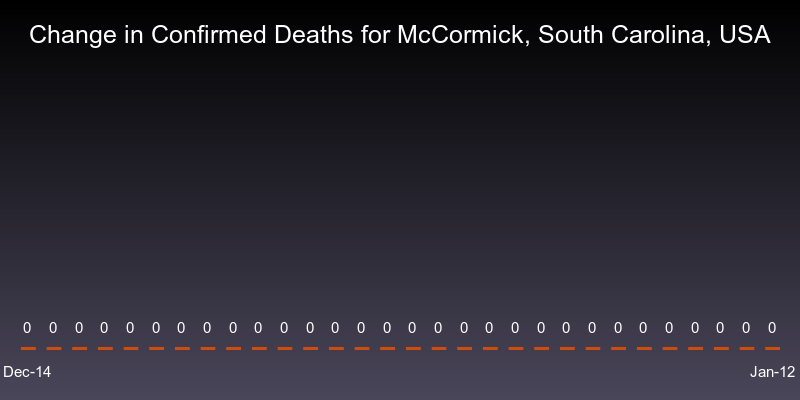 Change in Confirmed Deaths for McCormick, South Carolina, USA
0 0 0 0 0 0 0 0 0 0 0 0 0 0 0 0 0 0 0 0 0 0 0 0 0 0 0 0 0 0
Dec-14 Jan-12